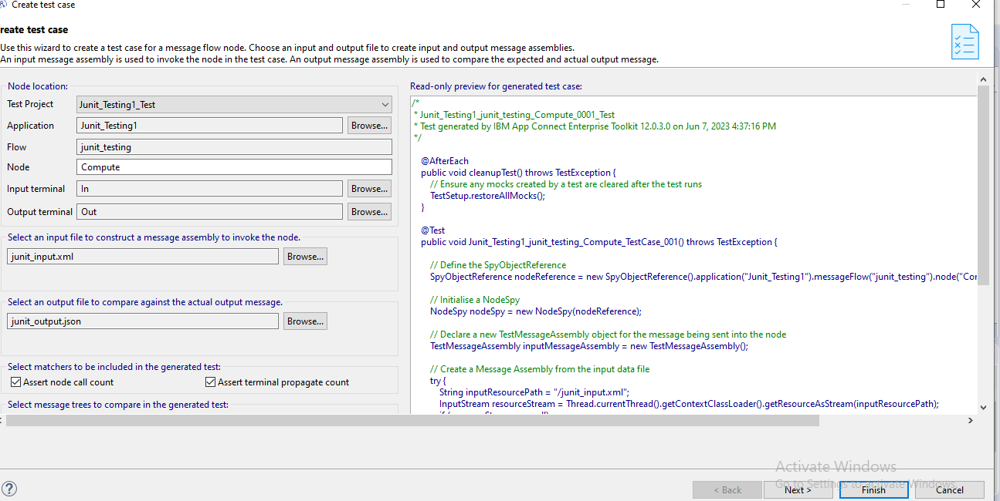 Create test case
reate test case
Use this wizard to create a test case for a message flow node. Choose an input and output file to create input and output message assemblies.
An input message assembly is used to invoke the node in the test case. An output message assembly is used to compare the expected and actual output message.
Node location:
Test Project Junit_Testing1_Test
Application Junit_Testing1 Browse...
Flow junit_testing
Node Compute
Input terminal In Browse...
Output terminal Out Browse...
Select an input file to construct a message assembly to invoke the node.
junit_input.xml Browse...
Select an output file to compare against the actual output message.
junit_output.json Browse...
Select matchers to be included in the generated test:
Assert node call count Assert terminal propagate count
Select message trees to compare in the generated test:
Read-only preview for generated test case:
/*
* Junit_Testing1_junit_testing_Compute_0001_Test
* Test generated by IBM App Connect Enterprise Toolkit 12.0.3.0 on Jun 7, 2023 4:37:16 PM
*/
@AfterEach
public void cleanupTest() throws TestException {
// Ensure any mocks created by a test are cleared after the test runs
TestSetup.restoreAllMocks();
}
@Test
public void Junit_Testing1_junit_testing_Compute_TestCase_001() throws TestException {
// Define the SpyObjectReference
SpyObjectReference nodeReference = new SpyObjectReference().application("Junit_Testing1").messageFlow("junit_testing").node("Cor
// Initialise a NodeSpy
NodeSpy nodeSpy = new NodeSpy(nodeReference);
// Declare a new TestMessageAssembly object for the message being sent into the node
TestMessageAssembly inputMessageAssembly = new TestMessageAssembly();
// Create a Message Assembly from the input data file
try {
String inputResourcePath = "/junit_input.xml";
InputStream resourceStream = Thread.currentThread().getContextClassLoader().getResourceAsStream(inputResourcePath);
Activate Windows
Go to Settings to activate Windows.
?
< Back Next > Finish Cancel